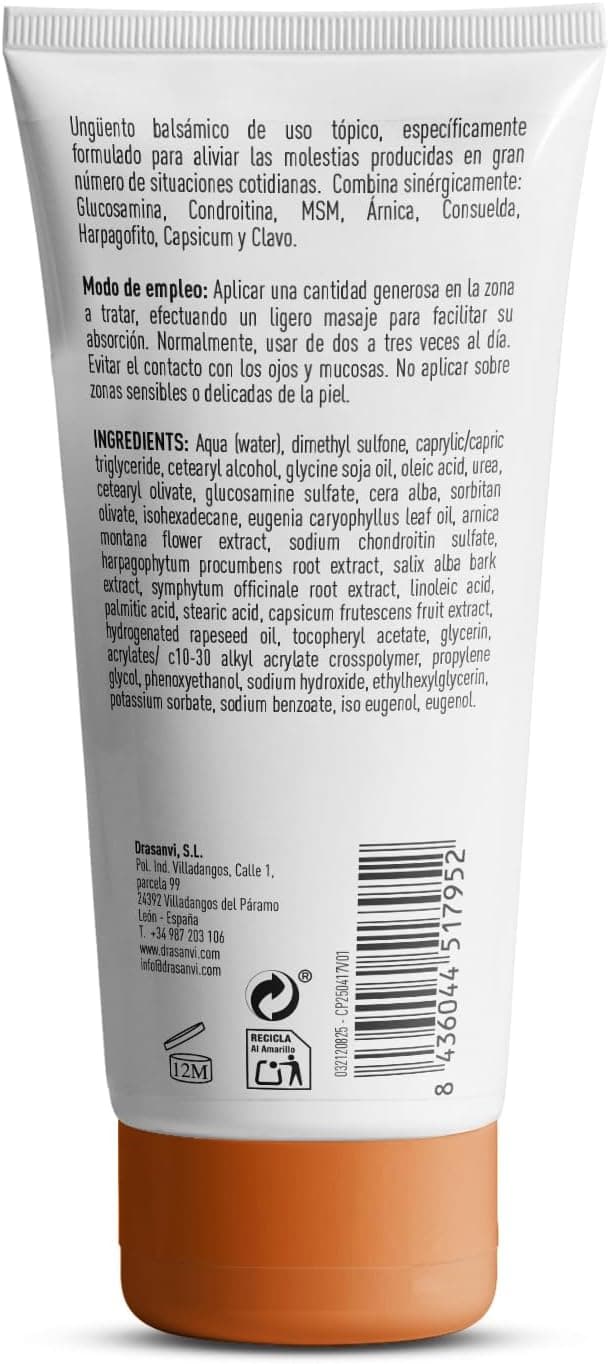 Ungüento balsámico de uso tópico, específicamente
formulado para aliviar las molestias producidas en gran
número de situaciones cotidianas. Combina sinérgicamente:
Glucosamina, Condroitina, MSM, Árnica, Consuelda,
Harpagofito, Capsicum y Clavo.
Modo de empleo: Aplicar una cantidad generosa en la zona
a tratar, efectuando un ligero masaje para facilitar su
absorción. Normalmente, usar de dos a tres veces al día.
Evitar el contacto con los ojos y mucosas. No aplicar sobre
zonas sensibles o delicadas de la piel.
INGREDIENTS: Aqua (water), dimethyl sulfone, caprylic/capric
triglyceride, cetearyl alcohol, glycine soja oil, oleic acid, urea,
cetearyl olivate, glucosamine sulfate, cera alba, sorbitan
olivate, isohexadecane, eugenia caryophyllus leaf oil, arnica
montana flower extract, sodium chondroitin sulfate,
harpagophytum procumbens root extract, salix alba bark
extract, symphytum officinale root extract, linoleic acid,
palmitic acid, stearic acid, capsicum frutescens fruit extract,
hydrogenated rapeseed oil, tocopheryl acetate, glycerin,
acrylates/ c10-30 alkyl acrylate crosspolymer, propylene
glycol, phenoxyethanol, sodium hydroxide, ethylhexylglycerin,
potassium sorbate, sodium benzoate, iso eugenol, eugenol.
Drasanvi, S.L.
Pol. Ind. Villadangos, Calle 1,
parcela 99
24392 Villadangos del Páramo
León - España
T. +34 987 203 106
www.drasanvi.com
info@drasanvi.com
®
RECICLA
Al Amarillo
12M
032120825 - CP250417V01
8 436044 517952